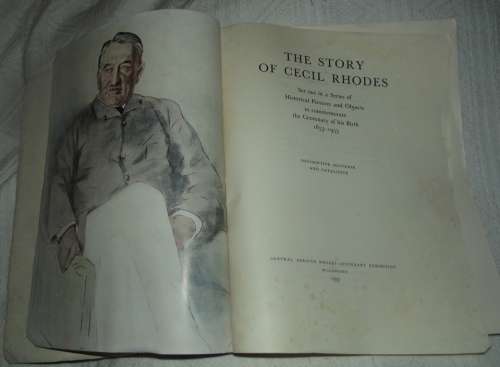 THE STORY
OF CECIL RHODES
Set out in a Series of
Historical Pictures and Objects
to commemorate
the Centenary of his Birth
1853-1953
DESCRIPTIVE SOUVENIR
AND CATALOGUE
CENTRAL AFRICAN RHODES CENTENARY EXHIBITION
BULAWAYO
1953